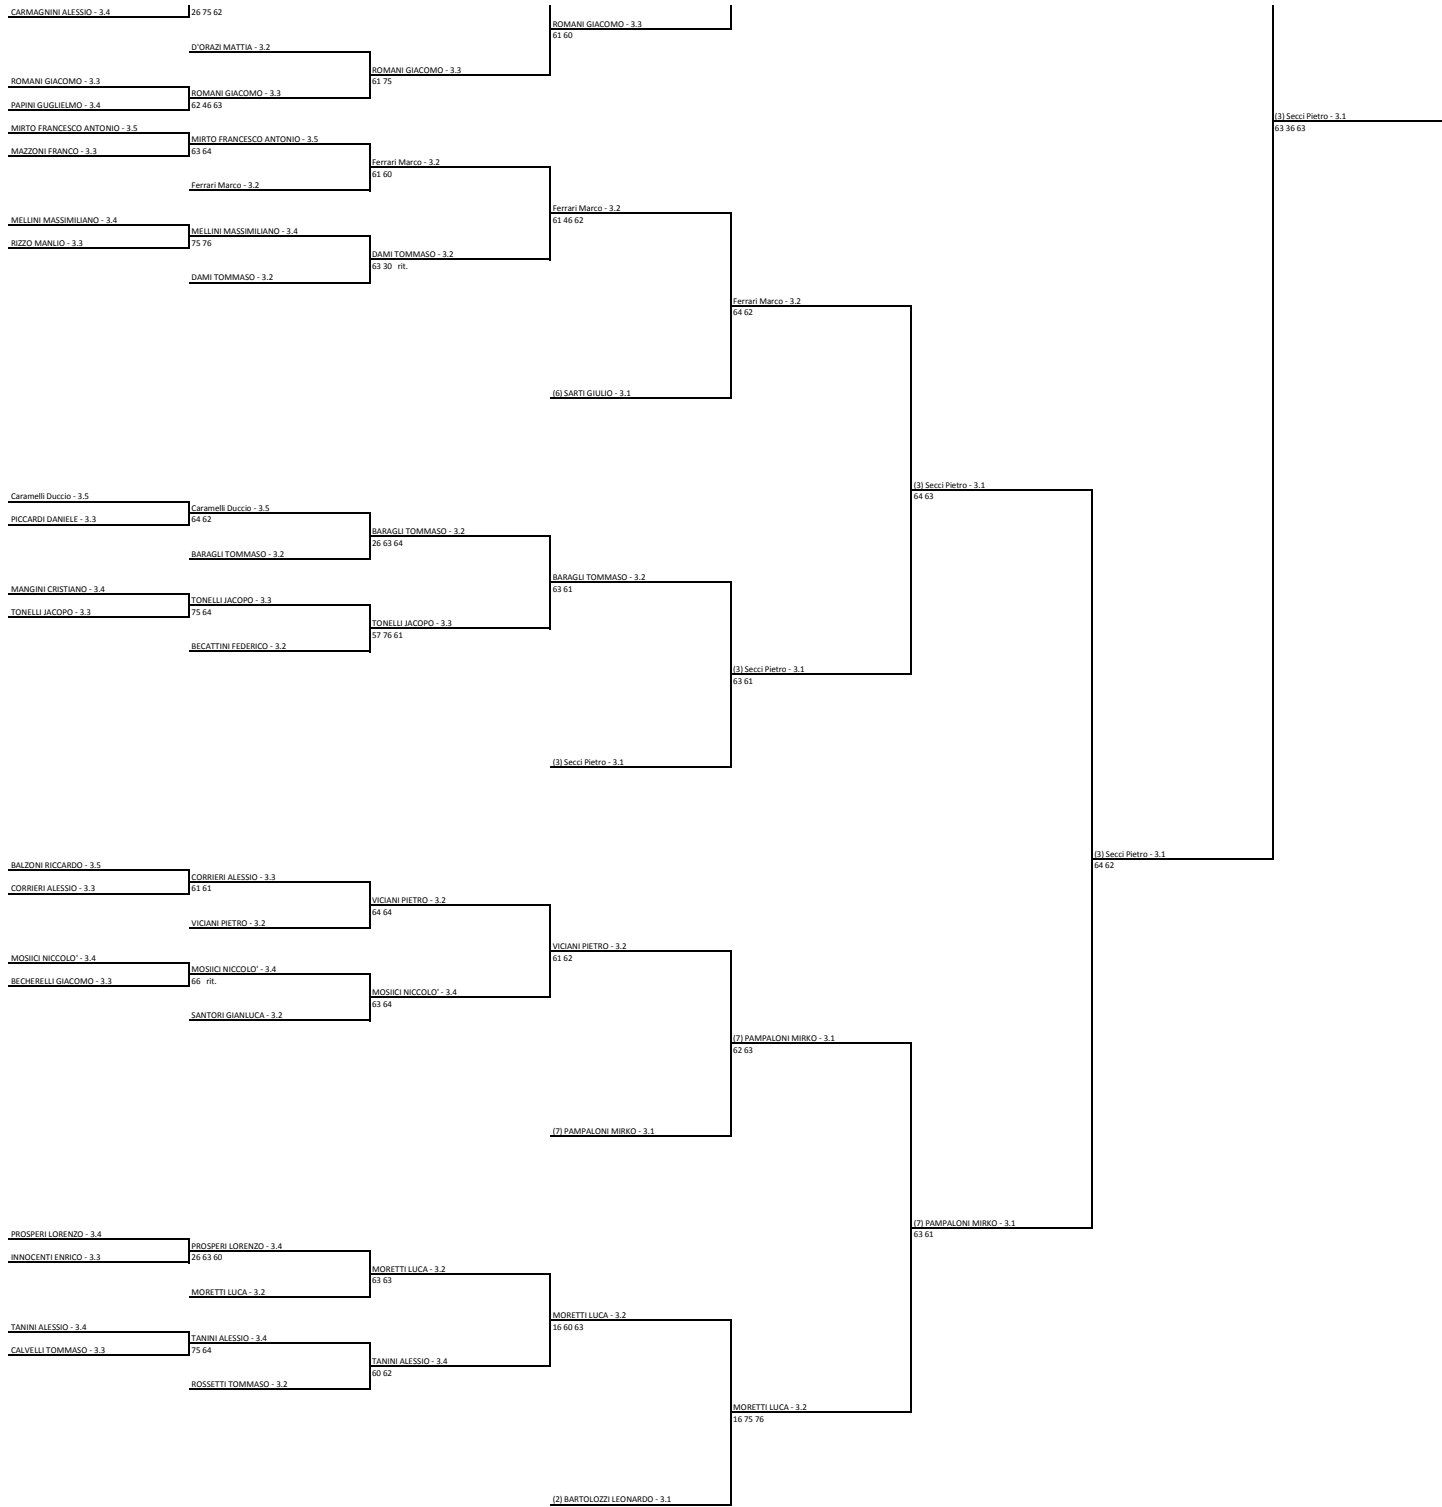 CARMAGNINI ALESSIO - 3.4
26 75 62
ROMANI GIACOMO - 3.3
61 60
D'ORAZI MATTIA - 3.2
ROMANI GIACOMO - 3.3
61 75
ROMANI GIACOMO - 3.3
ROMANI GIACOMO - 3.3
62 46 63
PAPINI GUGLIELMO - 3.4
(3) Secci Pietro - 3.1
63 36 63
MIRTO FRANCESCO ANTONIO - 3.5
MIRTO FRANCESCO ANTONIO - 3.5
63 64
MAZZONI FRANCO - 3.3
Ferrari Marco - 3.2
61 60
Ferrari Marco - 3.2
Ferrari Marco - 3.2
61 46 62
MELLINI MASSIMILIANO - 3.4
MELLINI MASSIMILIANO - 3.4
75 76
RIZZO MANLIO - 3.3
DAMI TOMMASO - 3.2
63 30 rit.
DAMI TOMMASO - 3.2
Ferrari Marco - 3.2
64 62
(6) SARTI GIULIO - 3.1
(3) Secci Pietro - 3.1
64 63
Caramelli Duccio - 3.5
Caramelli Duccio - 3.5
64 62
PICCARDI DANIELE - 3.3
BARAGLI TOMMASO - 3.2
26 63 64
BARAGLI TOMMASO - 3.2
BARAGLI TOMMASO - 3.2
63 61
MANGINI CRISTIANO - 3.4
TONELLI JACOPO - 3.3
75 64
TONELLI JACOPO - 3.3
TONELLI JACOPO - 3.3
57 76 61
BECATTINI FEDERICO - 3.2
(3) Secci Pietro - 3.1
63 61
(3) Secci Pietro - 3.1
(3) Secci Pietro - 3.1
64 62
BALZONI RICCARDO - 3.5
CORRIERI ALESSIO - 3.3
61 61
CORRIERI ALESSIO - 3.3
VICIANI PIETRO - 3.2
64 64
VICIANI PIETRO - 3.2
VICIANI PIETRO - 3.2
61 62
MOSIICI NICCOLO' - 3.4
MOSIICI NICCOLO' - 3.4
66 rit.
BECHERELLI GIACOMO - 3.3
MOSIICI NICCOLO' - 3.4
63 64
SANTORI GIANLUCA - 3.2
(7) PAMPALONI MIRKO - 3.1
62 63
(7) PAMPALONI MIRKO - 3.1
(7) PAMPALONI MIRKO - 3.1
63 61
PROSPERI LORENZO - 3.4
PROSPERI LORENZO - 3.4
26 63 60
INNOCENTI ENRICO - 3.3
MORETTI LUCA - 3.2
63 63
MORETTI LUCA - 3.2
MORETTI LUCA - 3.2
16 60 63
TANINI ALESSIO - 3.4
TANINI ALESSIO - 3.4
75 64
CALVELLI TOMMASO - 3.3
TANINI ALESSIO - 3.4
60 62
ROSSETTI TOMMASO - 3.2
MORETTI LUCA - 3.2
16 75 76
(2) BARTOLOZZI LEONARDO - 3.1